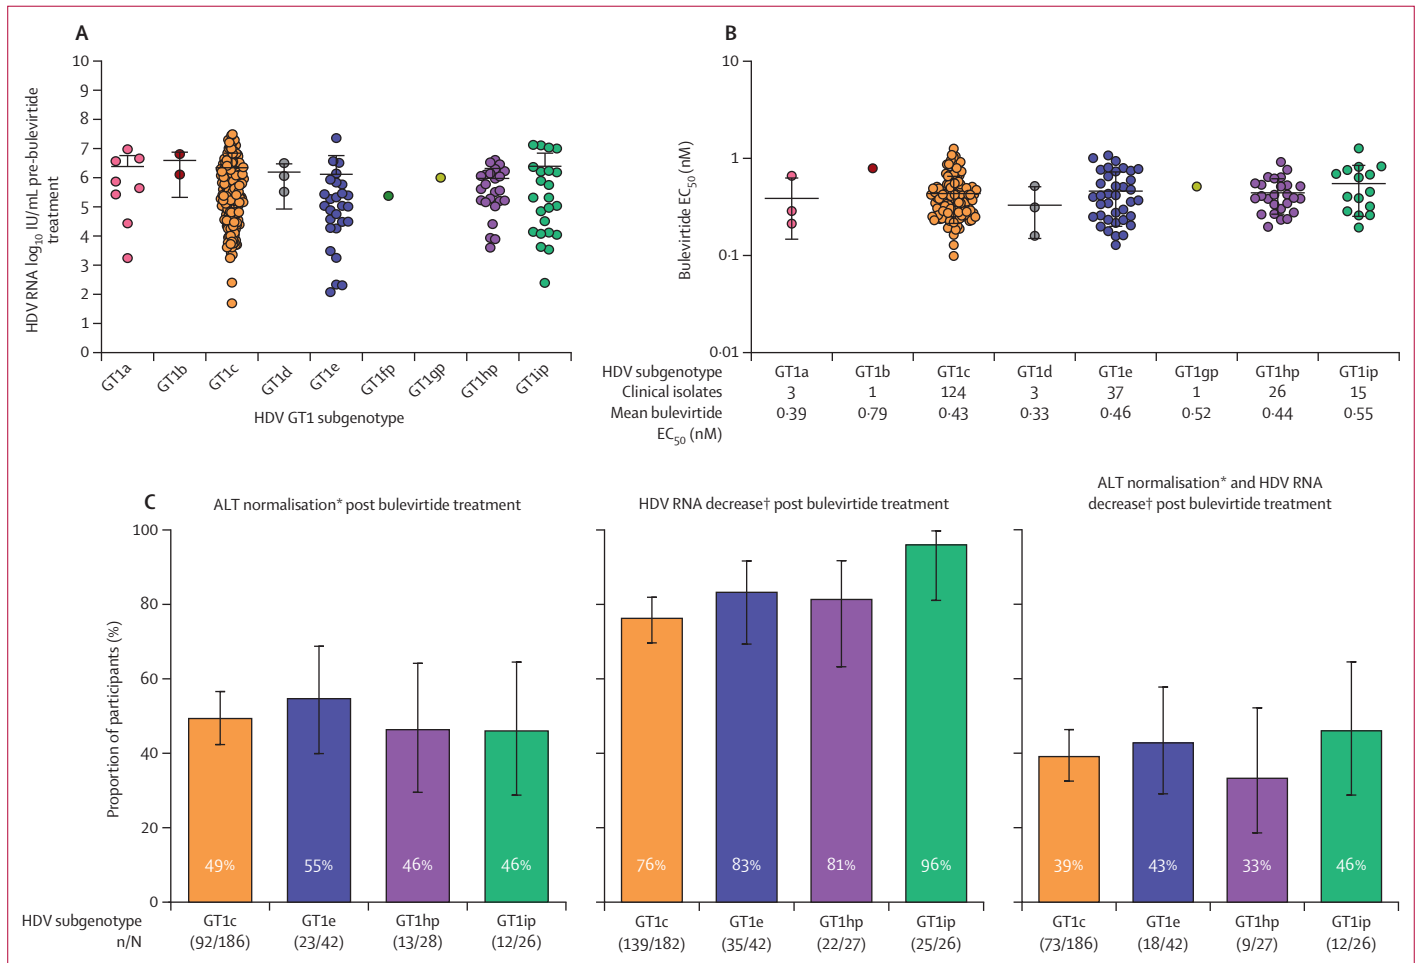 A
HDV RNA log10 IU/mL pre-bulevirtide
treatment
10
9
8
7
6
5
4
3
2
1
0
GT1a
GT1b
GT1c
GT1d
GT1e
GT1fp
GT1gp
GT1hp
GT1ip
HDV GT1 subgenotype
B
Bulevirtide EC50 (nM)
10
1
0·1
0·01
HDV subgenotype GT1a GT1b GT1c GT1d GT1e GT1gp GT1hp GT1ip
Clinical isolates 3 1 124 3 37 1 26 15
Mean bulevirtide 0·39 0·79 0·43 0·33 0·46 0·52 0·44 0·55
EC50 (nM)
C
ALT normalisation* post bulevirtide treatment
Proportion of participants (%)
100
80
60
40
20
0
49% 55% 46% 46%
HDV RNA decrease† post bulevirtide treatment
76% 83% 81% 96%
ALT normalisation* and HDV RNA
decrease† post bulevirtide treatment
39% 43% 33% 46%
HDV subgenotype GT1c GT1e GT1hp GT1ip GT1c GT1e GT1hp GT1ip GT1c GT1e GT1hp GT1ip
n/N (92/186) (23/42) (13/28) (12/26) (139/182) (35/42) (22/27) (25/26) (73/186) (18/42) (9/27) (12/26)